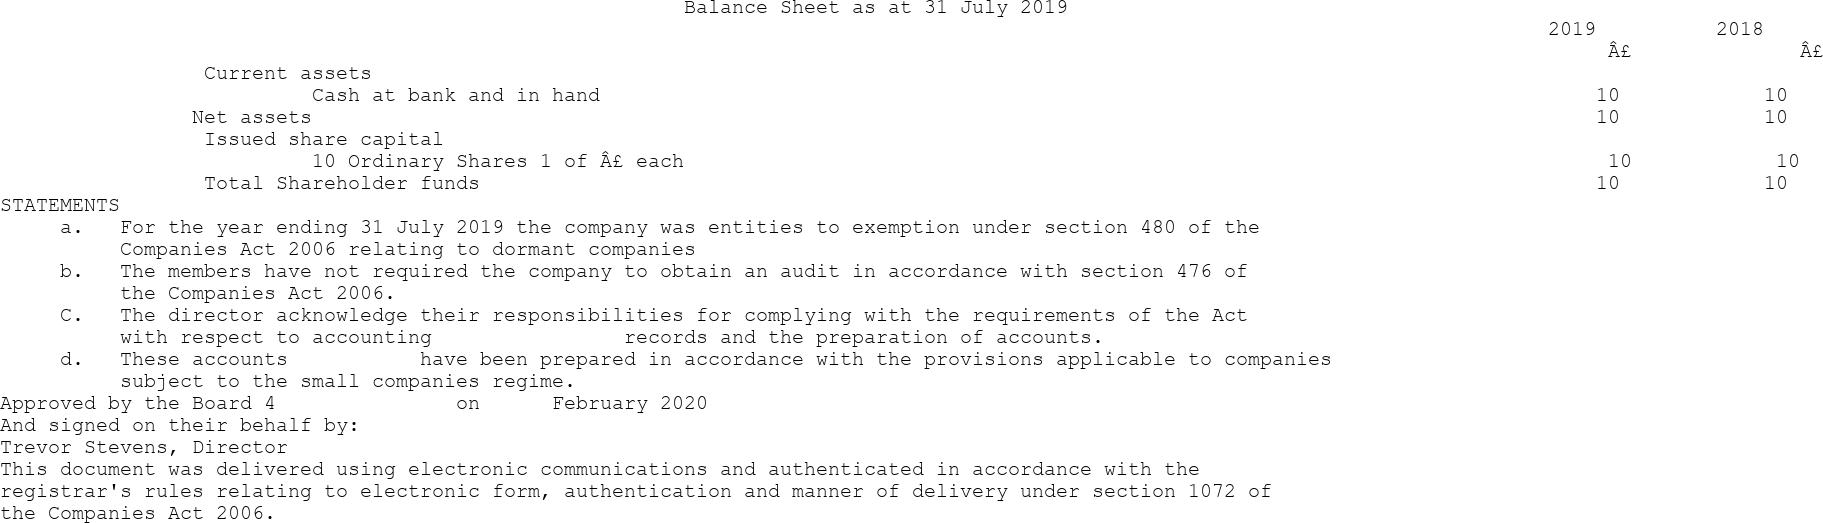 Balance Sheet as at 31 July 2019
2019 2018
Â£ Â£
Current assets
Cash at bank and in hand 10 10
Net assets 10 10
Issued share capital
10 Ordinary Shares 1 of Â£ each 10 10
Total Shareholder funds 10 10
STATEMENTS
a. For the year ending 31 July 2019 the company was entities to exemption under section 480 of the
Companies Act 2006 relating to dormant companies
b. The members have not required the company to obtain an audit in accordance with section 476 of
the Companies Act 2006.
C. The director acknowledge their responsibilities for complying with the requirements of the Act
with respect to accounting records and the preparation of accounts.
d. These accounts have been prepared in accordance with the provisions applicable to companies
subject to the small companies regime.
Approved by the Board 4 on February 2020
And signed on their behalf by:
Trevor Stevens, Director
This document was delivered using electronic communications and authenticated in accordance with the
registrar's rules relating to electronic form, authentication and manner of delivery under section 1072 of
the Companies Act 2006.